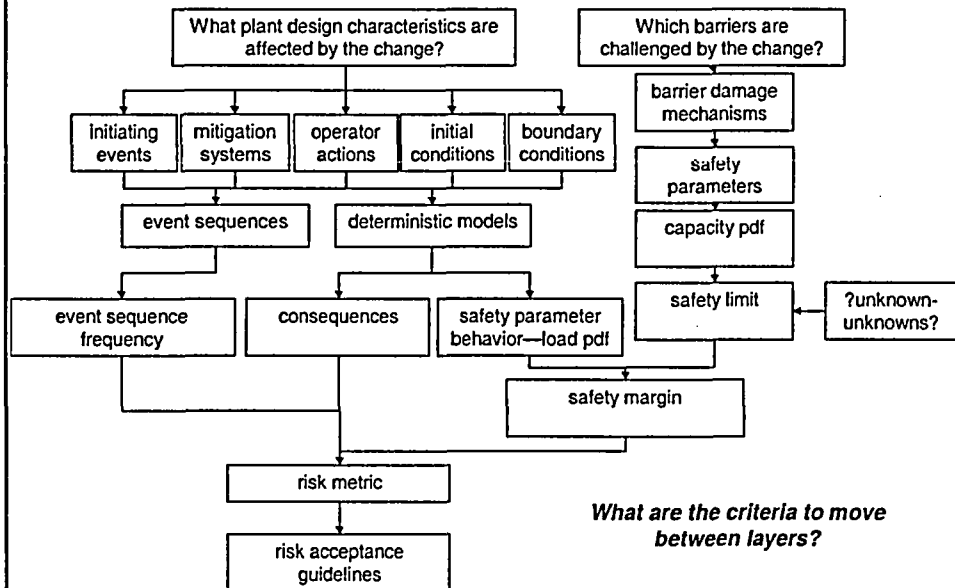 What plant design characteristics are
affected by the change?
Which barriers are
challenged by the change?
barrier damage
mechanisms
initiating
events
mitigation
systems
operator
actions
initial
conditions
boundary
conditions
safety
parameters
event sequences
deterministic models
capacity pdf
event sequence
frequency
consequences
safety parameter
behavior—load pdf
safety limit
?unknown-
unknowns?
safety margin
risk metric
What are the criteria to move
between layers?
risk acceptance
guidelines